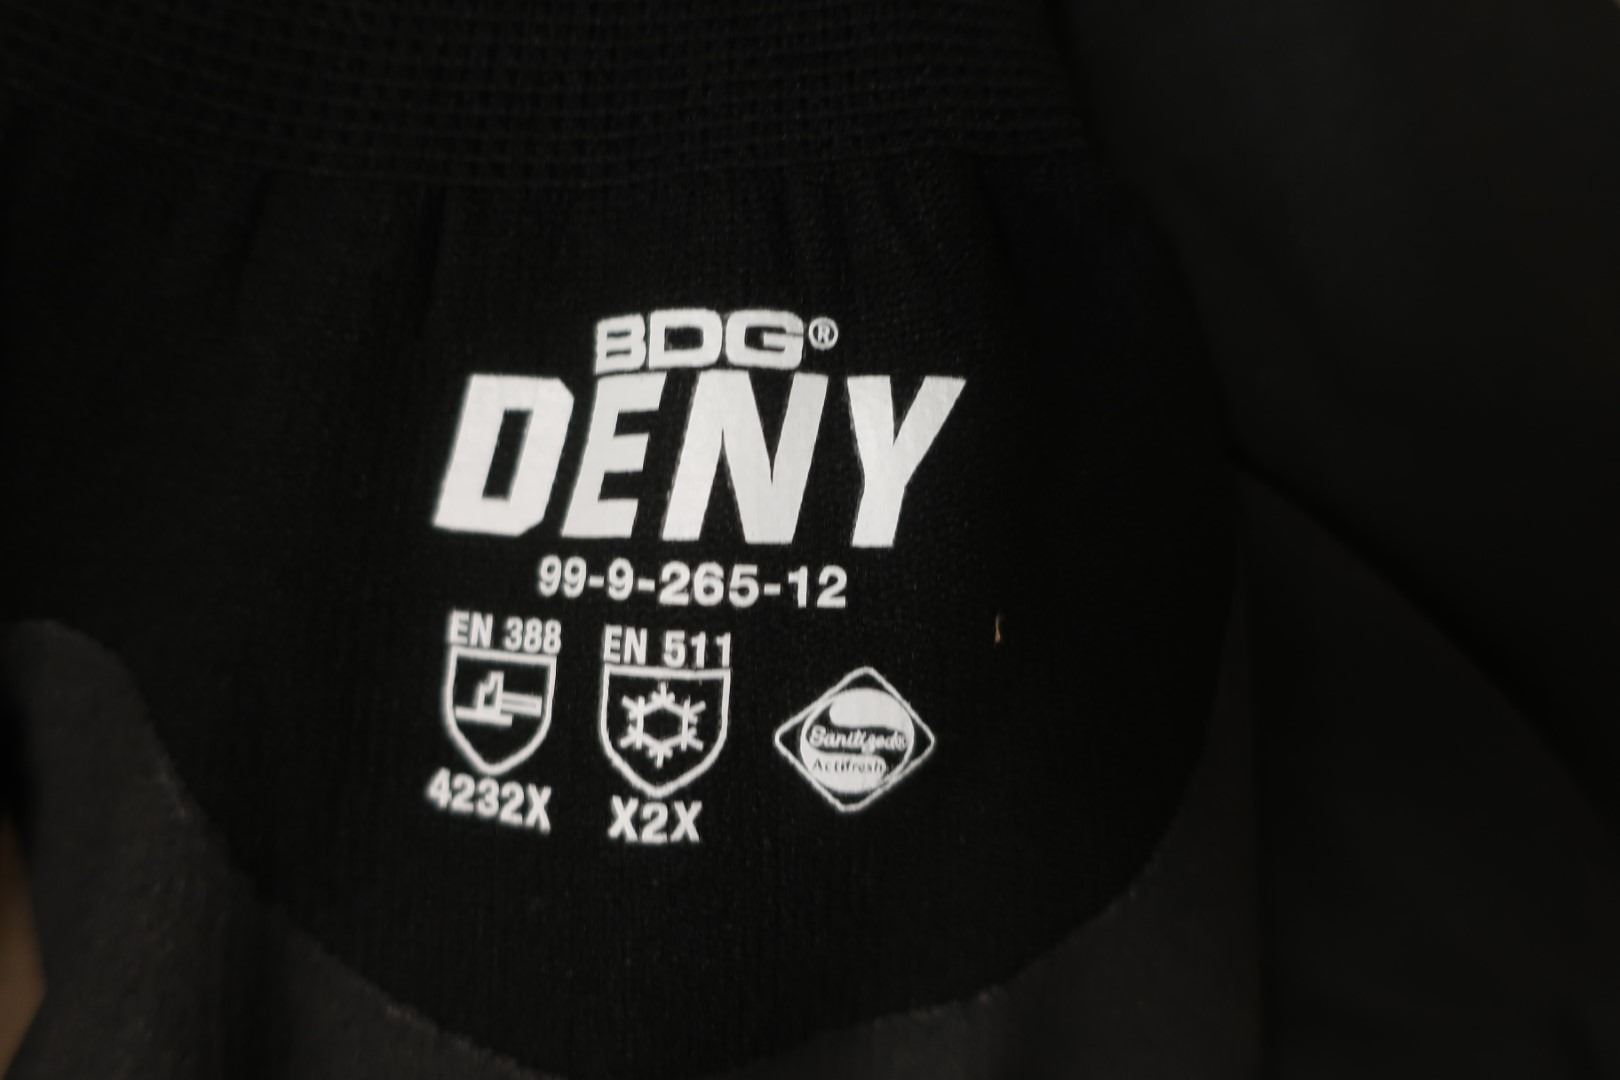 BDG®
DENY
99-9-265-12
EN 388
EN 511
4232X
X2X
Sanitized®
Actifresh